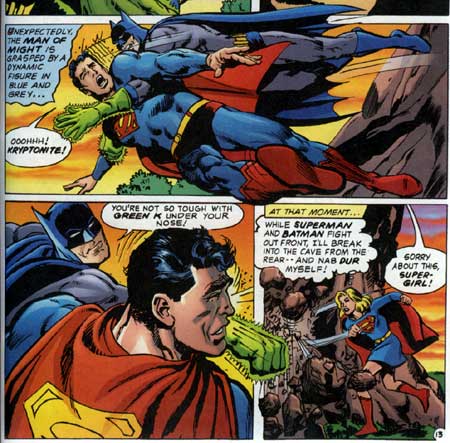 UNEXPECTEDLY,
THE MAN OF
MIGHT IS
GRASPED BY A
DYNAMIC
FIGURE IN
BLUE AND
GREY...
OOOHHH!
KRYPTONITE!
YOU'RE NOT SO TOUGH WITH
GREEN K UNDER YOUR
NOSE!
AT THAT MOMENT...
WHILE SUPERMAN
AND BATMAN FIGHT
OUT FRONT, I'LL BREAK
INTO THE CAVE FROM THE
REAR--AND NAB DUR
MYSELF!
SORRY
ABOUT THIS,
SUPER-
GIRL!
13